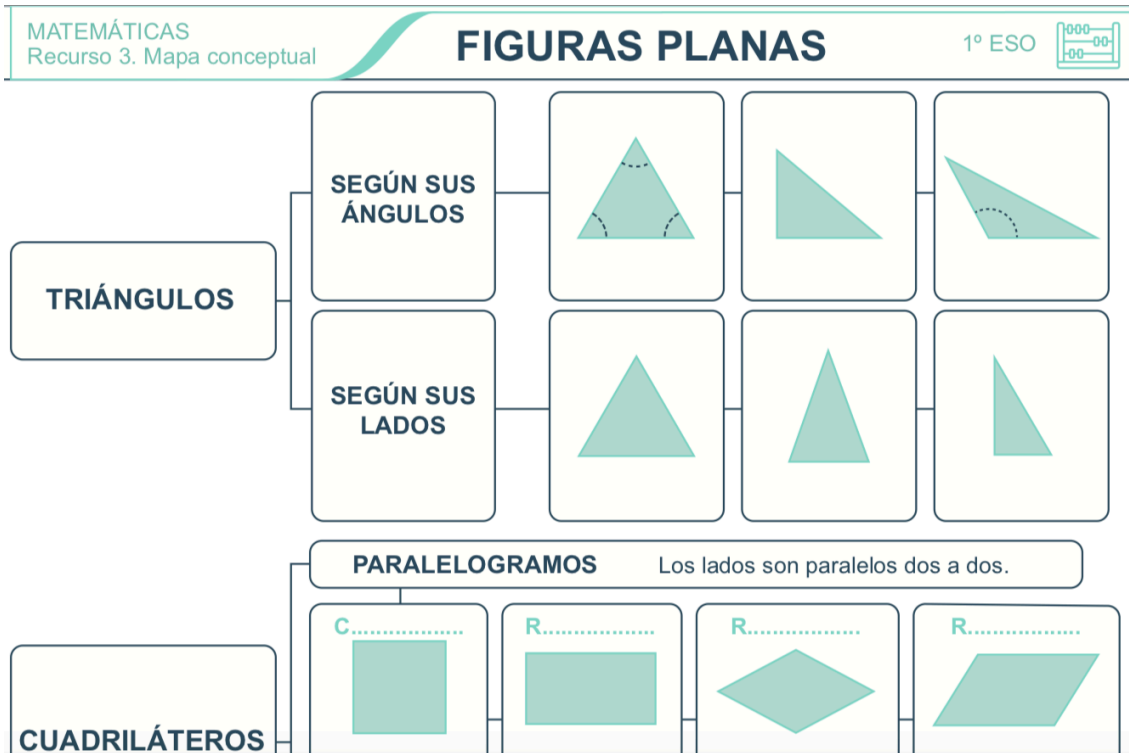 MATEMÁTICAS
Recurso 3. Mapa conceptual
FIGURAS PLANAS
1º ESO
SEGÚN SUS
ÁNGULOS
TRIÁNGULOS
SEGÚN SUS
LADOS
PARALELOGRAMOS Los lados son paralelos dos a dos.
C.................
R.................
R.................
R.................
CUADRILÁTEROS